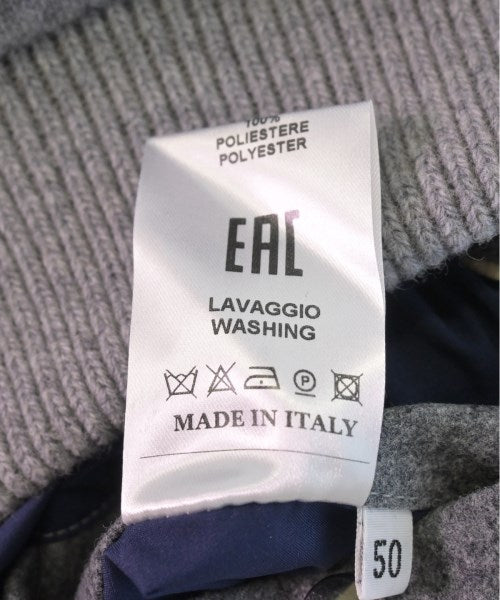 100%
POLIESTERE
POLYESTER
EAC
LAVAGGIO
WASHING
P
MADE IN ITALY
50